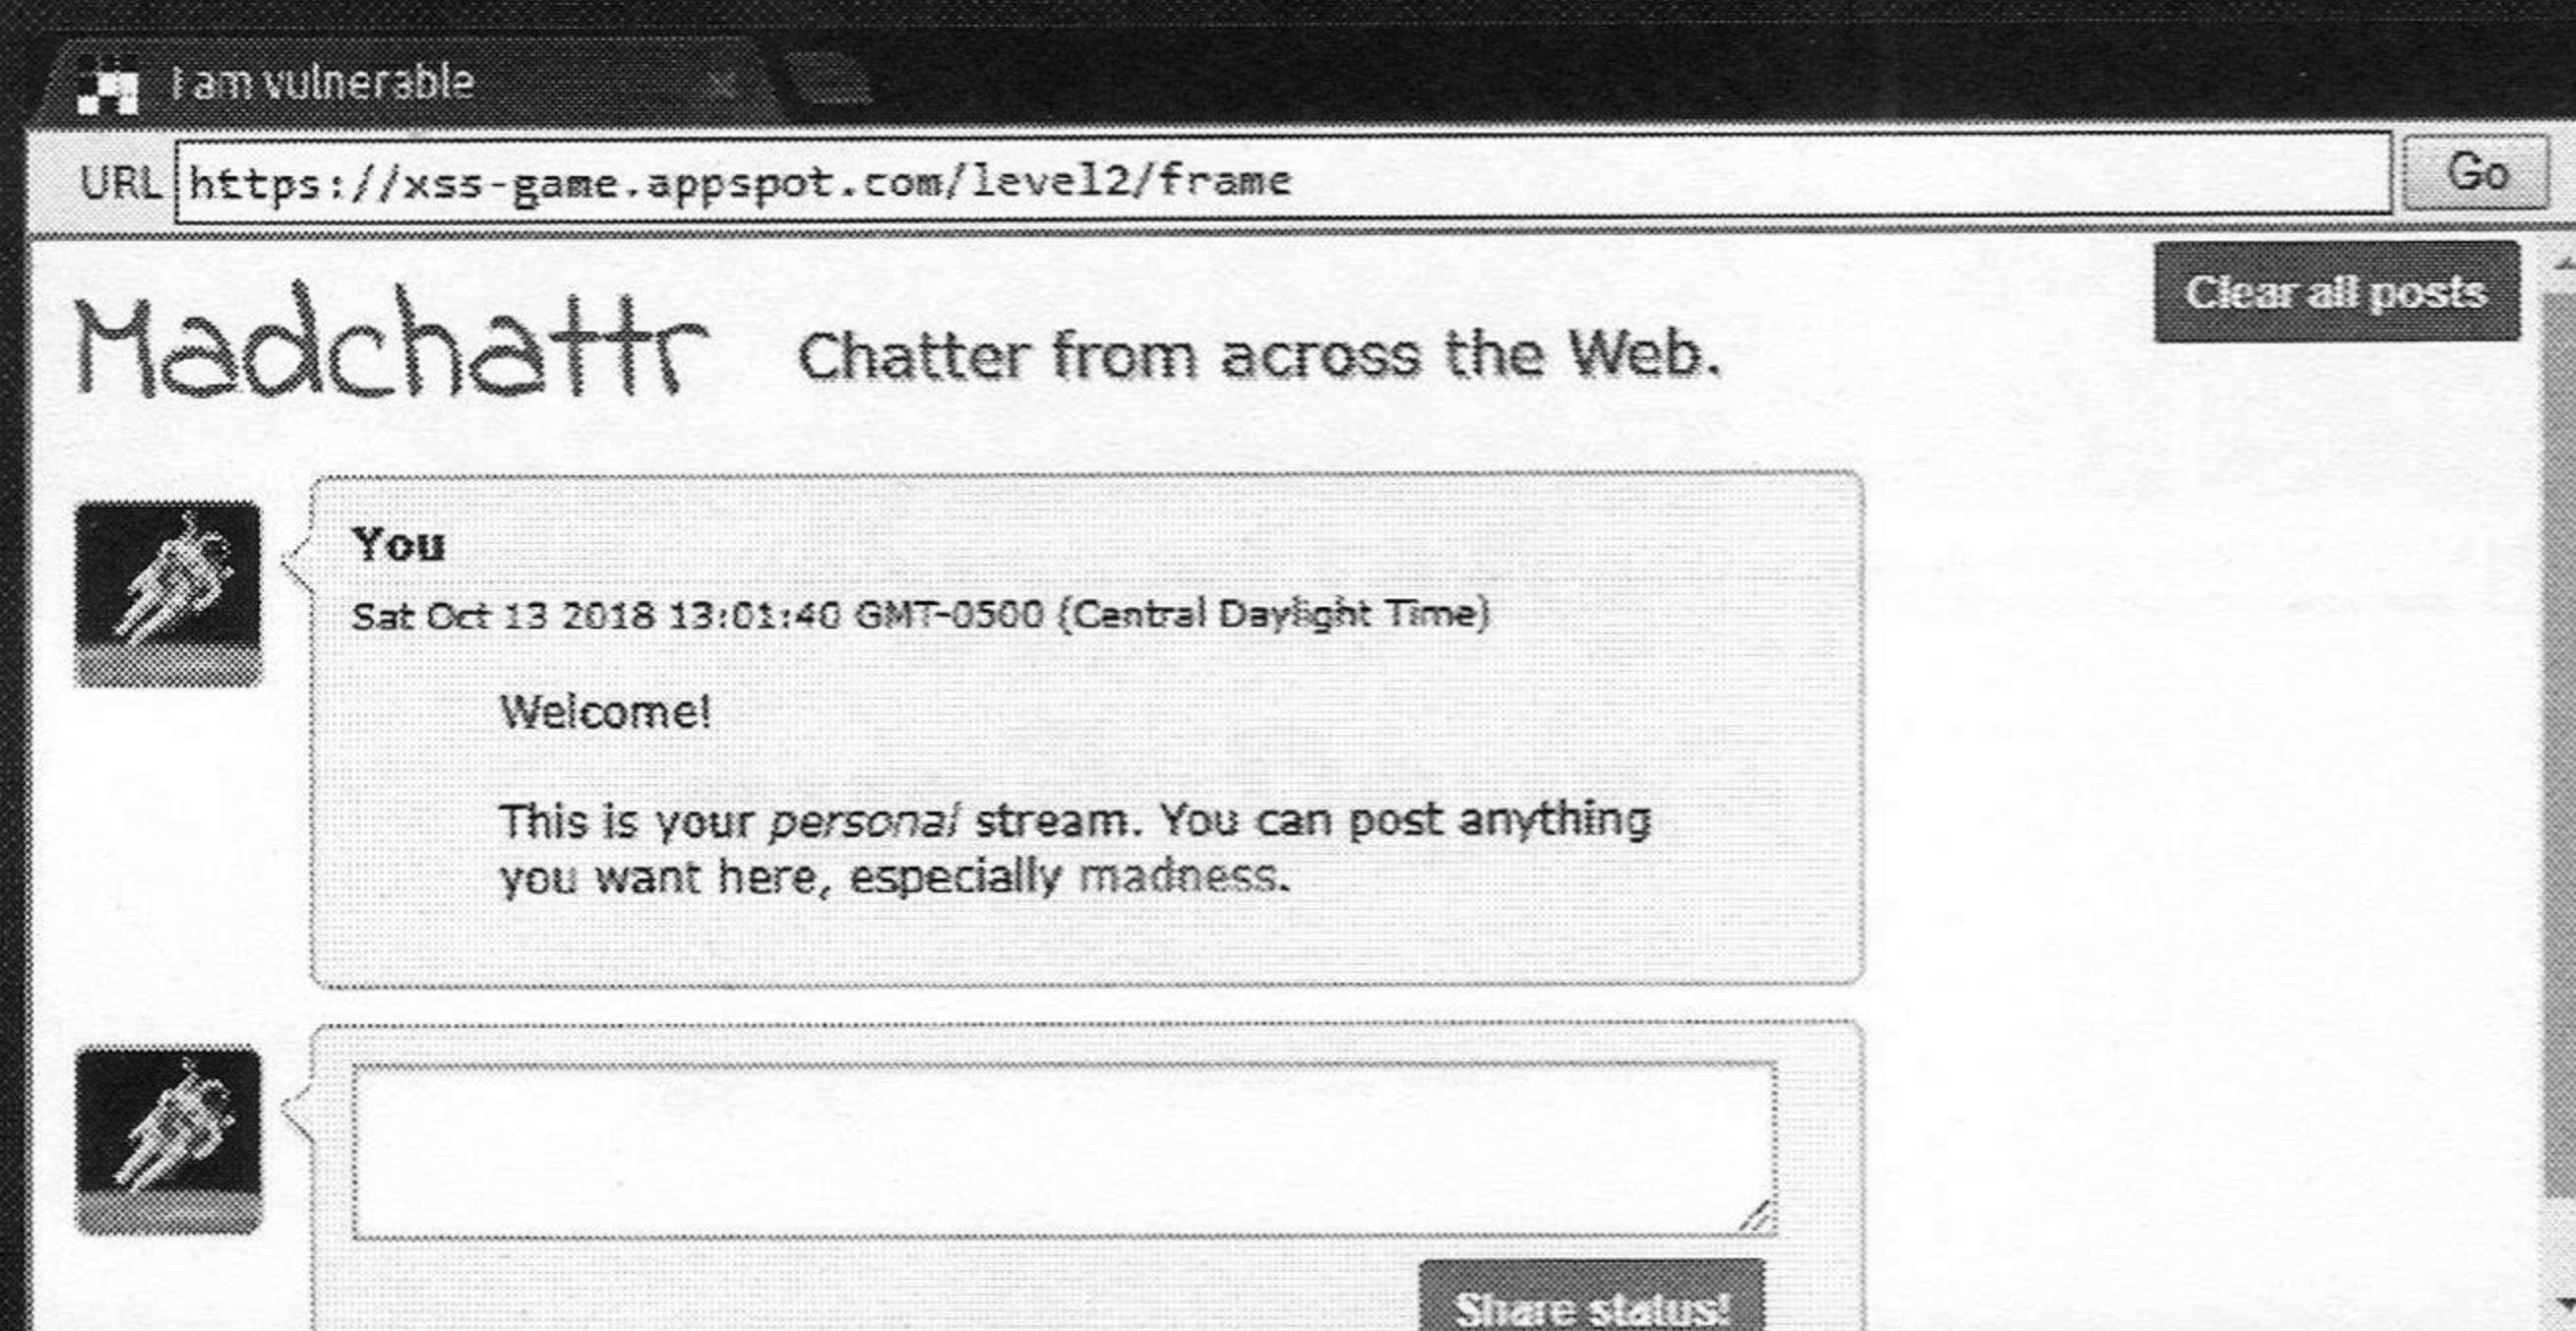 I am vulnerable
URL https://xss-game.appspot.com/level2/frame Go
Clear all posts
Madchattr Chatter from across the Web.
You
Sat Oct 13 2018 13:01:40 GMT-0500 (Central Daylight Time)
Welcome!
This is your personal stream. You can post anything
you want here, especially madness.
Share status!